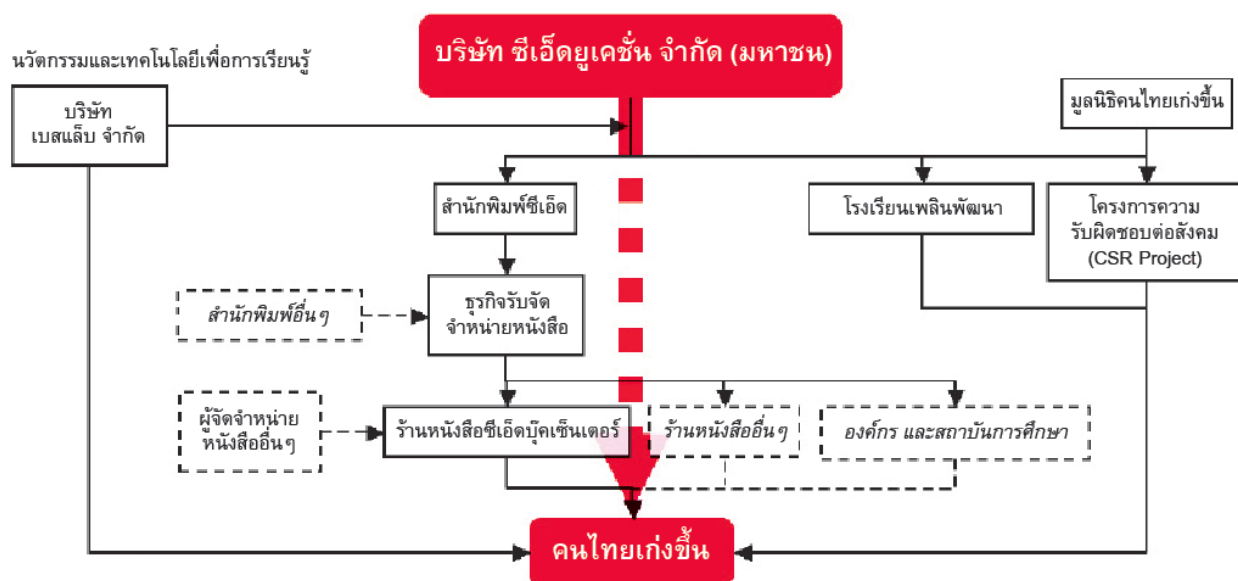 บริษัท ซีเอ็ดยูเคชั่น จำกัด (มหาชน)
นวัตกรรมและเทคโนโลยีเพื่อการเรียนรู้
บริษัท
เบสแล็บ จำกัด
มูลนิธิคนไทยเก่งขึ้น
สำนักพิมพ์ซีเอ็ด
โรงเรียนเพลินพัฒนา
โครงการความ
รับผิดชอบต่อสังคม
(CSR Project)
สำนักพิมพ์อื่นๆ
ธุรกิจรับจัด
จำหน่ายหนังสือ
ผู้จัดจำหน่าย
หนังสืออื่นๆ
ร้านหนังสือซีเอ็ดบุ๊คเซ็นเตอร์
ร้านหนังสืออื่นๆ
องค์กร และสถาบันการศึกษา
คนไทยเก่งขึ้น